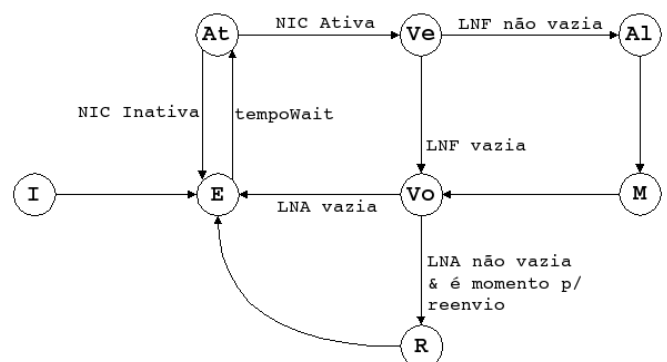 At
NIC Ativa
Ve
LNF não vazia
Al
NIC Inativa
tempoWait
LNF vazia
I
E
LNA vazia
Vo
M
LNA não vazia
& é momento p/
reenvio
R